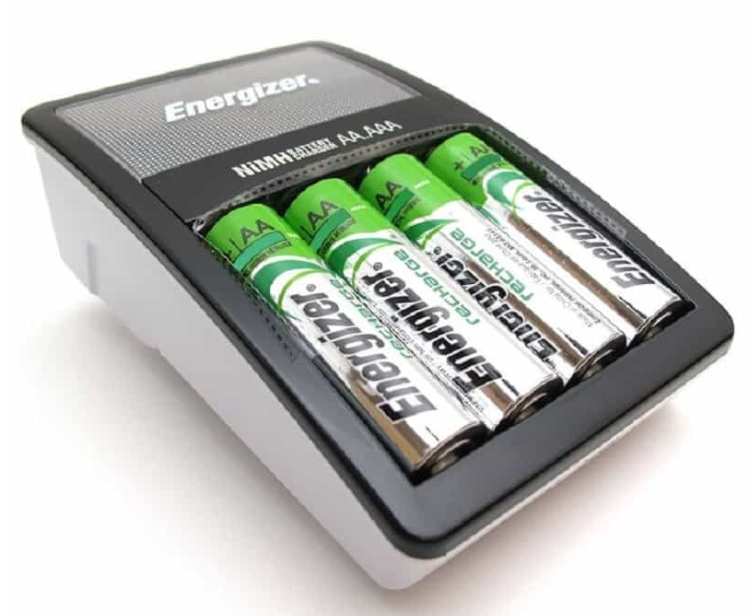 Energizer®
NiMH BATTERY CHARGER AA.AAA
+ AA
Energizer®
recharge
+ AA
Energizer®
recharge
AA
Energizer®
recharge
+ AA
Energizer®